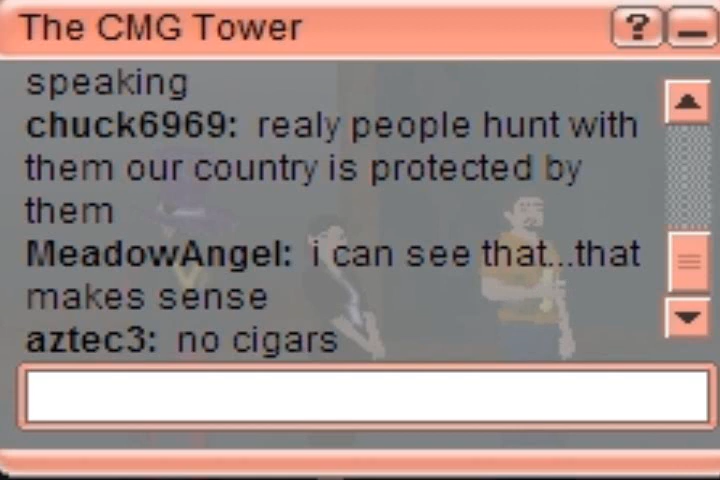 The CMG Tower
speaking
chuck6969: realy people hunt with
them our country is protected by
them
MeadowAngel: i can see that...that
makes sense
aztec3: no cigars